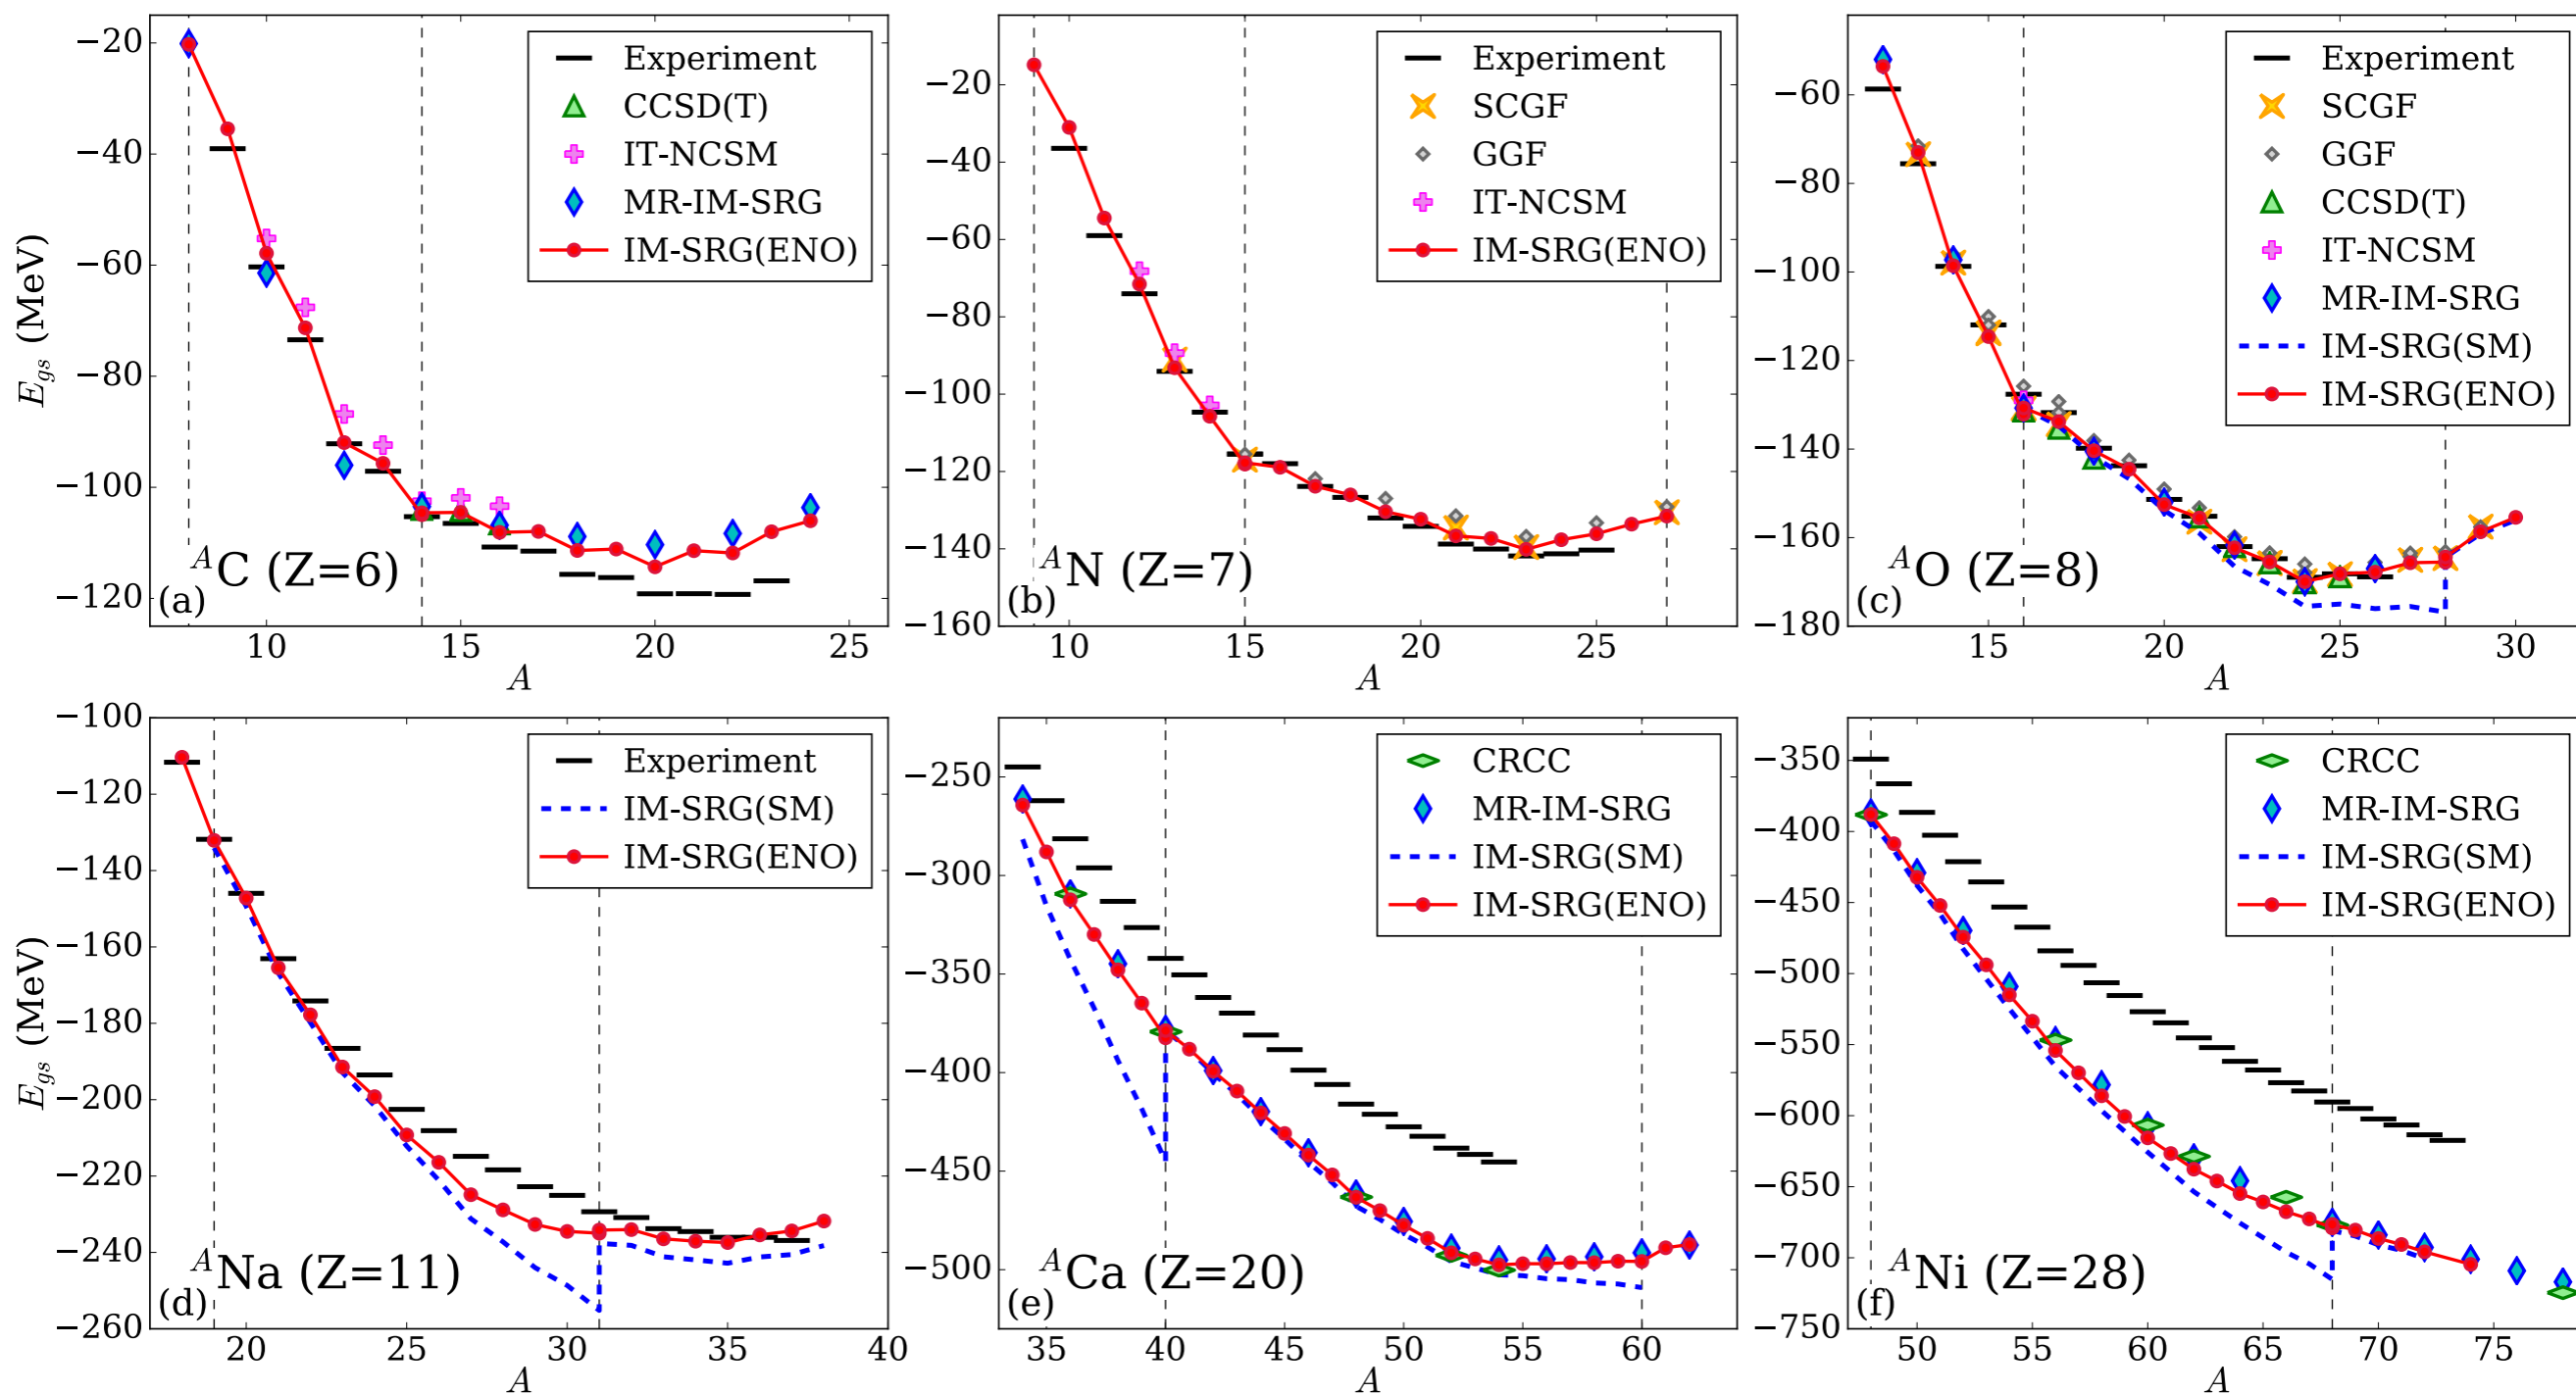 E_gs (MeV)
−20
−40
−60
−80
−100
−120
Experiment
CCSD(T)
IT-NCSM
MR-IM-SRG
IM-SRG(ENO)
^A C (Z=6)
(a)
10 15 20 25
A
−20
−40
−60
−80
−100
−120
−140
−160
Experiment
SCGF
GGF
IT-NCSM
IM-SRG(ENO)
^A N (Z=7)
(b)
10 15 20 25
A
−60
−80
−100
−120
−140
−160
−180
Experiment
SCGF
GGF
CCSD(T)
IT-NCSM
MR-IM-SRG
IM-SRG(SM)
IM-SRG(ENO)
^A O (Z=8)
(c)
15 20 25 30
A
E_gs (MeV)
−100
−120
−140
−160
−180
−200
−220
−240
−260
Experiment
IM-SRG(SM)
IM-SRG(ENO)
^A Na (Z=11)
(d)
20 25 30 35 40
A
−250
−300
−350
−400
−450
−500
CRCC
MR-IM-SRG
IM-SRG(SM)
IM-SRG(ENO)
^A Ca (Z=20)
(e)
35 40 45 50 55 60
A
−350
−400
−450
−500
−550
−600
−650
−700
−750
CRCC
MR-IM-SRG
IM-SRG(SM)
IM-SRG(ENO)
^A Ni (Z=28)
(f)
50 55 60 65 70 75
A